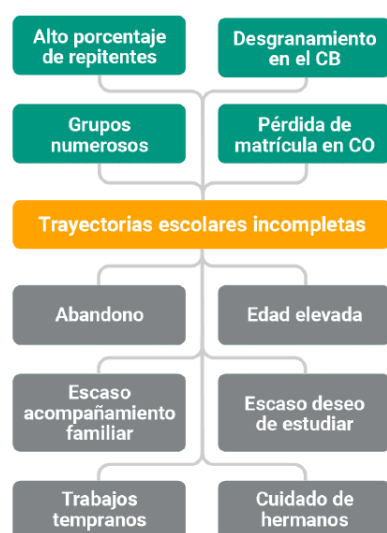 Alto porcentaje
de repitentes
Desgranamiento
en el CB
Grupos
numerosos
Pérdida de
matrícula en CO
Trayectorias escolares incompletas
Abandono
Edad elevada
Escaso
acompañamiento
familiar
Escaso deseo
de estudiar
Trabajos
tempranos
Cuidado de
hermanos